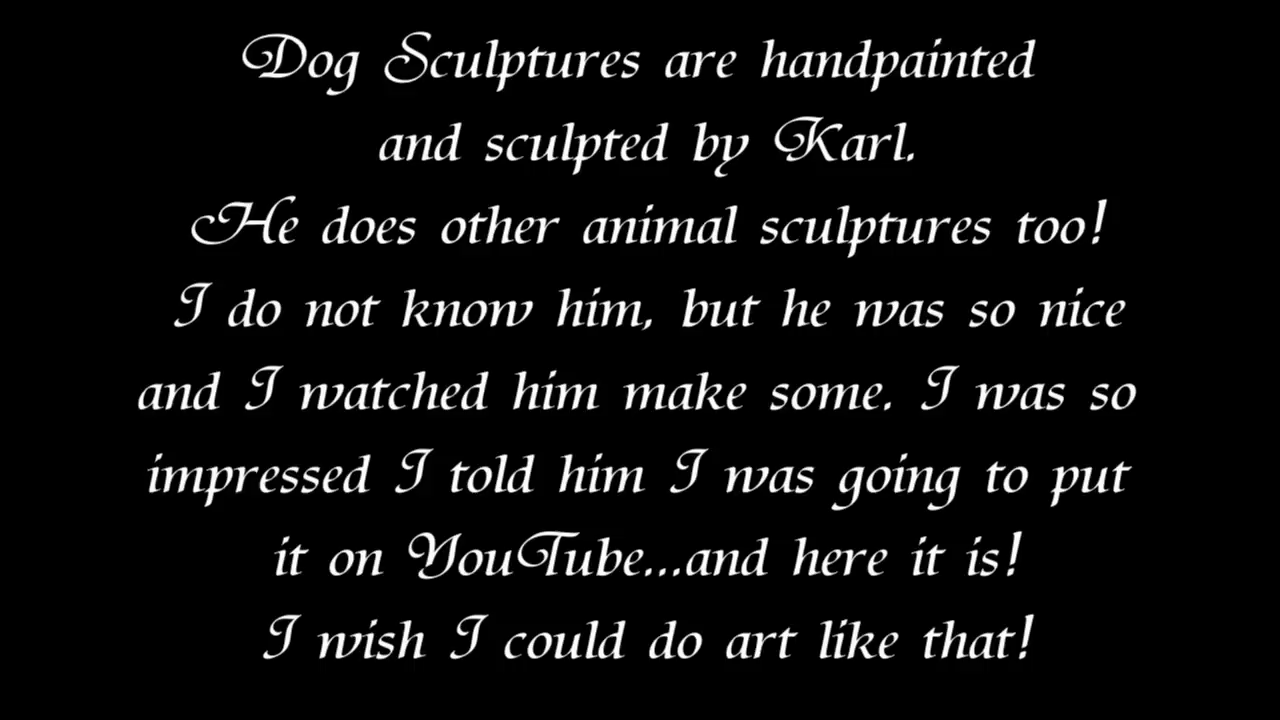 Dog Sculptures are handpainted
and sculpted by Karl.
He does other animal sculptures too!
I do not know him, but he was so nice
and I watched him make some. I was so
impressed I told him I was going to put
it on YouTube...and here it is!
I wish I could do art like that!